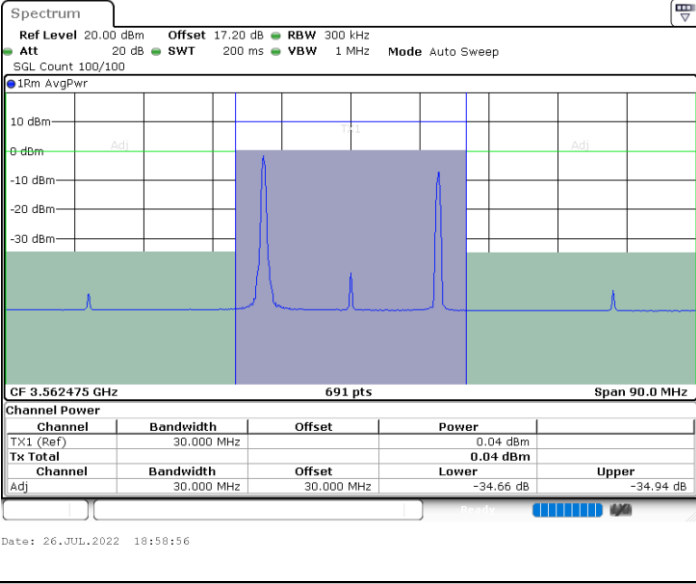 Spectrum
Ref Level 20.00 dBm Offset 17.20 dB RBW 300 kHz
Att 20 dB SWT 200 ms VBW 1 MHz Mode Auto Sweep
SGL Count 100/100
1Rm AvgPwr
10 dBm
Tx1
Adj Adj
0 dBm
-10 dBm
-20 dBm
-30 dBm
CF 3.562475 GHz 691 pts Span 90.0 MHz
Channel Power
Channel Bandwidth Offset Power
TX1 (Ref) 30.000 MHz 0.04 dBm
Tx Total 0.04 dBm
Channel Bandwidth Offset Lower Upper
Adj 30.000 MHz 30.000 MHz -34.66 dB -34.94 dB
Ready
Date: 26.JUL.2022 18:58:56